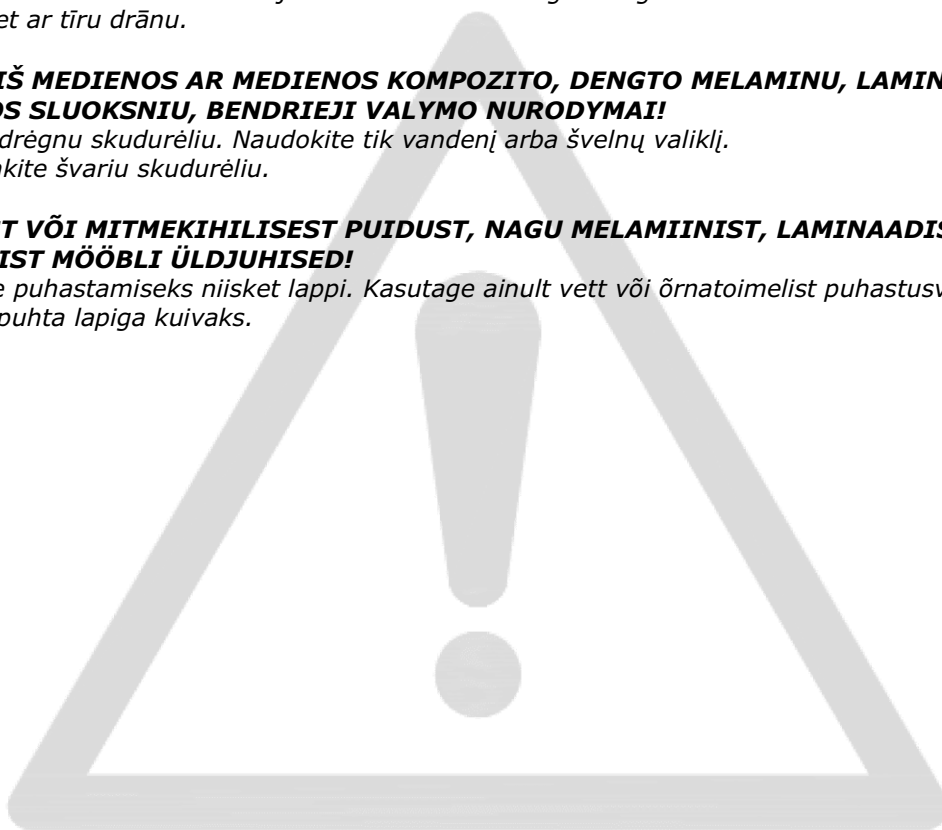 et ar tīru drānu.
IŠ MEDIENOS AR MEDIENOS KOMPOZITO, DENGTO MELAMINU, LAMIN
OS SLUOKSNIU, BENDRIEJI VALYMO NURODYMAI!
drėgnu skudurėliu. Naudokite tik vandenį arba švelnų valiklį.
kite švariu skudurėliu.
T VÕI MITMEKIHILISEST PUIDUST, NAGU MELAMIINIST, LAMINAADIS
IST MÖÖBLI ÜLDJUHISED!
e puhastamiseks niisket lappi. Kasutage ainult vett või õrnatoimelist puhastusv
puhta lapiga kuivaks.